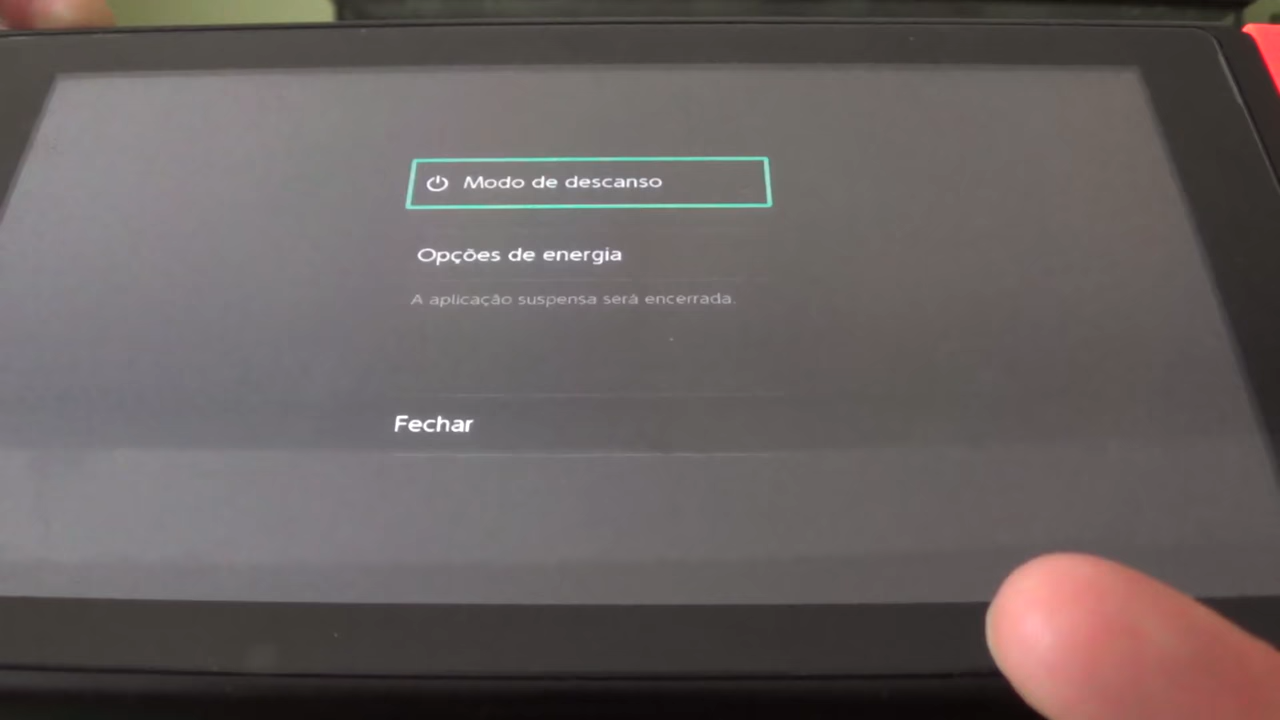 Modo de descanso
Opções de energia
A aplicação suspensa será encerrada.
Fechar